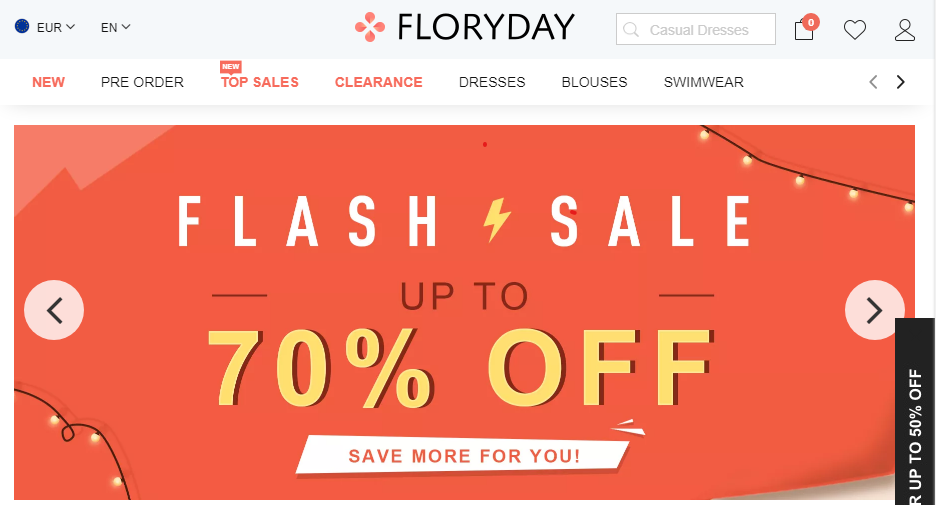 EUR
EN
FLORYDAY
Casual Dresses
0
NEW
PRE ORDER
NEW
TOP SALES
CLEARANCE
DRESSES
BLOUSES
SWIMWEAR
FLASH SALE
UP TO
70% OFF
SAVE MORE FOR YOU!
R UP TO 50% OFF